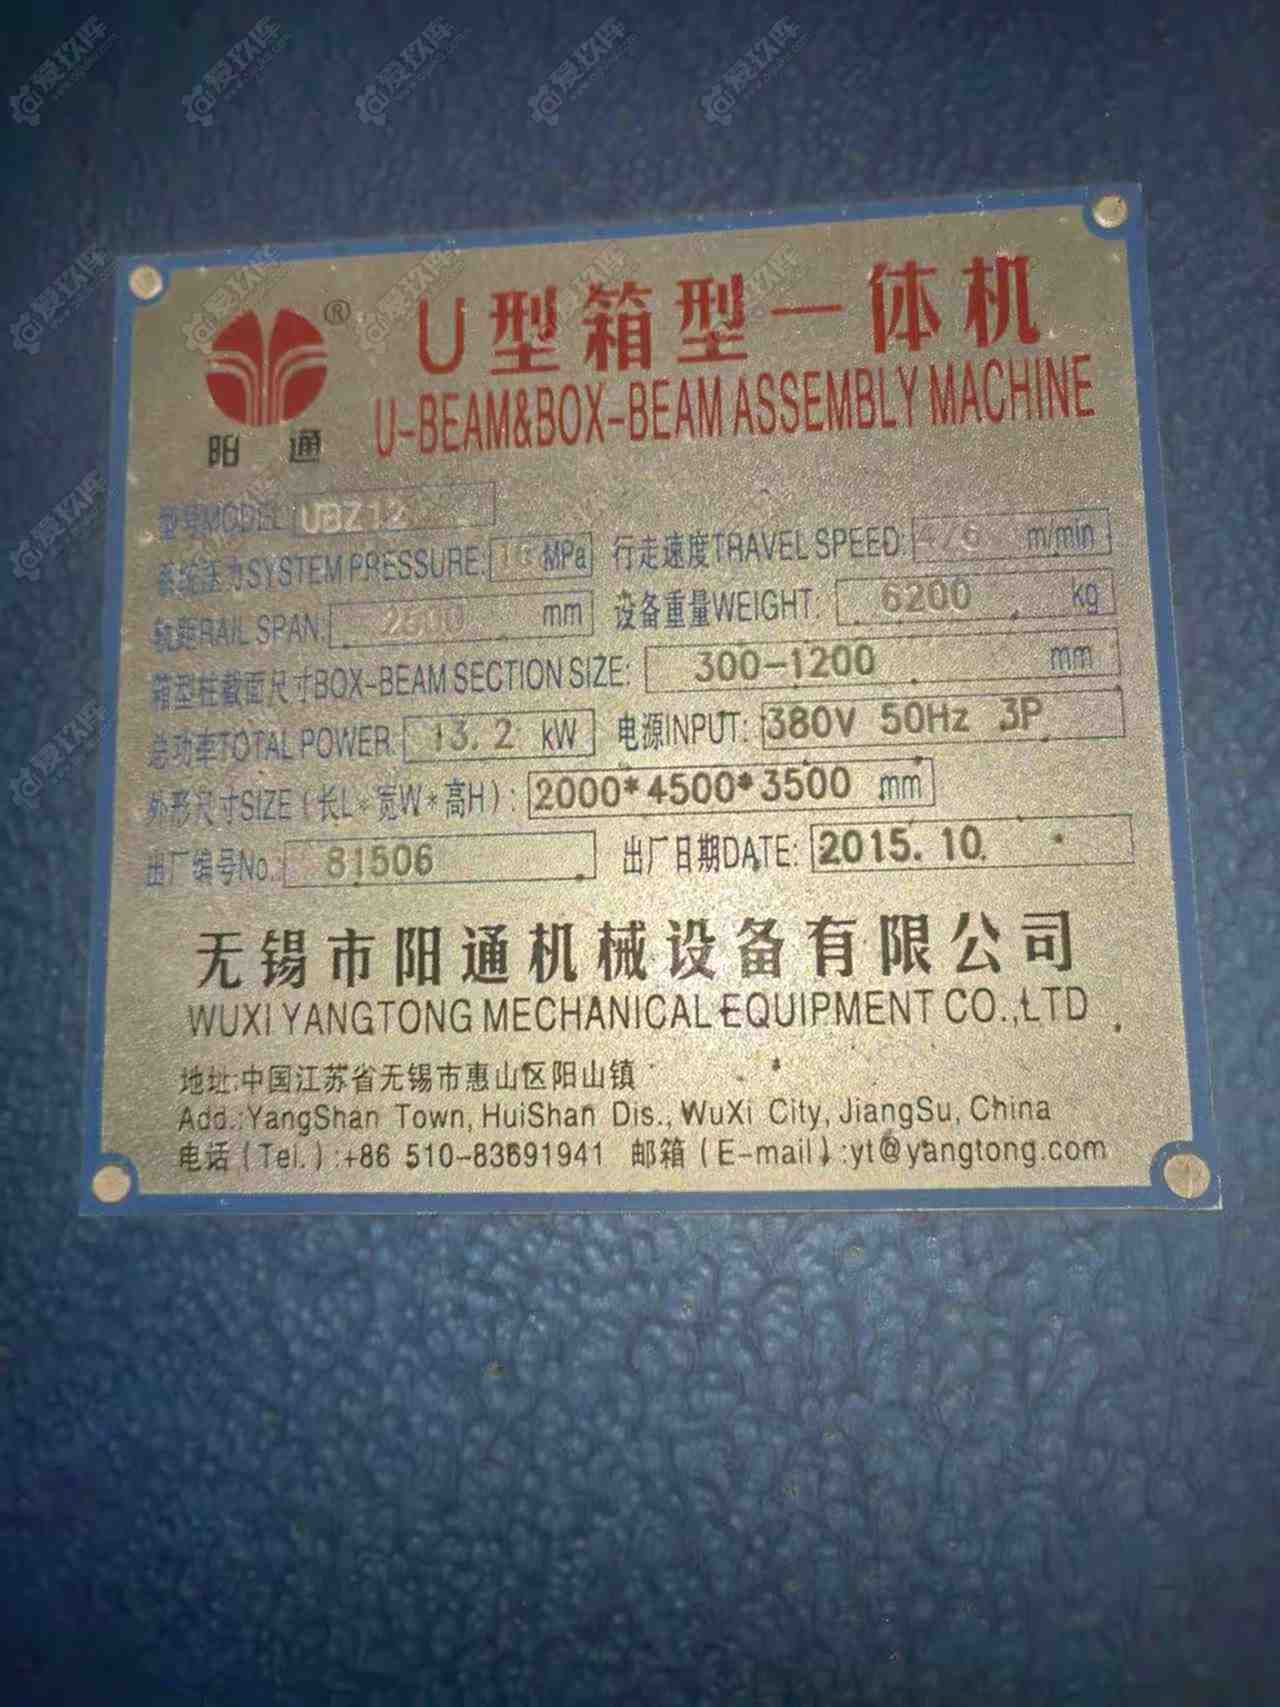 ®
U型箱型一体机
阳通
U-BEAM&BOX-BEAM ASSEMBLY MACHINE
型号MODEL UBZ12
系统压力SYSTEM PRESSURE: MPa 行走速度TRAVEL SPEED: m/min
轨距RAIL SPAN: mm 设备重量WEIGHT: 6200 kg
箱型柱截面尺寸BOX-BEAM SECTION SIZE: 300-1200 mm
总功率TOTAL POWER: 13.2 kW 电源INPUT: 380V 50Hz 3P
外形尺寸SIZE(长L*宽W*高H): 2000*4500*3500 mm
出厂编号No.: 81506 出厂日期DATE: 2015.10
无锡市阳通机械设备有限公司
WUXI YANGTONG MECHANICAL EQUIPMENT CO.,LTD
地址:中国江苏省无锡市惠山区阳山镇
Add.:YangShan Town, HuiShan Dis., WuXi City, JiangSu, China
电话(Tel.):+86 510-83691941 邮箱(E-mail):yt@yangtong.com